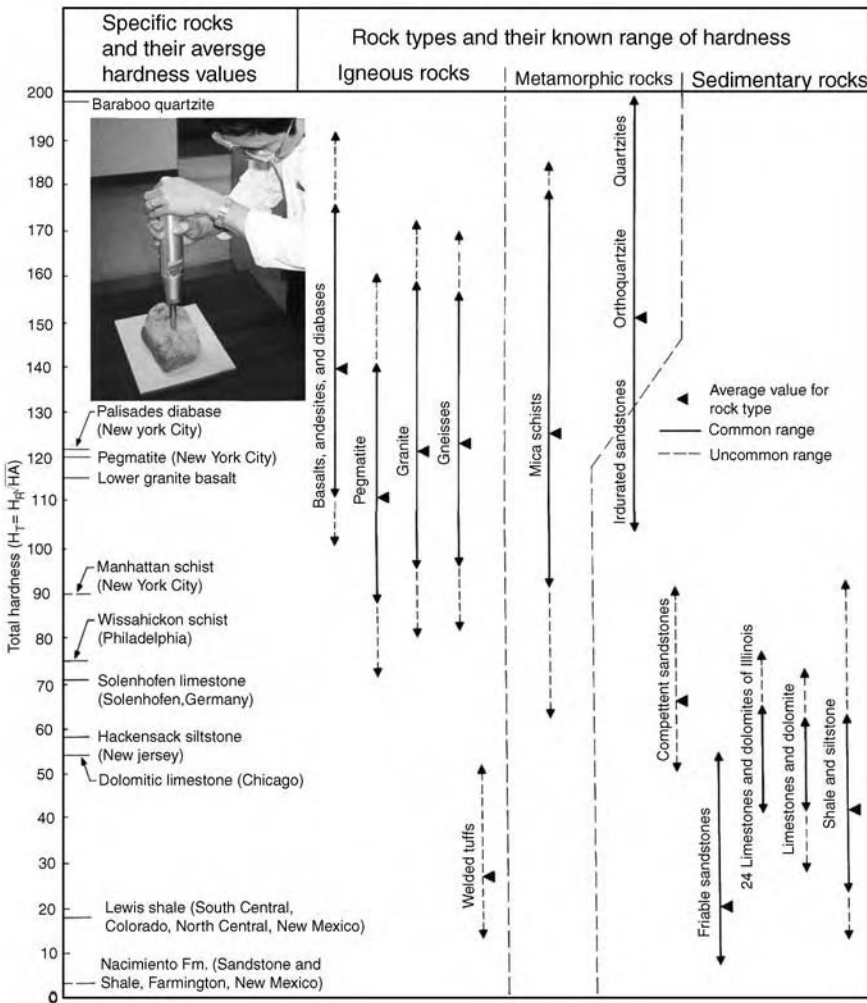 Specific rocks
and their aversge
hardness values
Rock types and their known range of hardness
Igneous rocks
Metamorphic rocks
Sedimentary rocks
Total hardness (H_T = H_R√HA)
200
190
180
170
160
150
140
130
120
110
100
90
80
70
60
50
40
30
20
10
0
Baraboo quartzite
Palisades diabase
(New york City)
Pegmatite (New York City)
Lower granite basalt
Manhattan schist
(New York City)
Wissahickon schist
(Philadelphia)
Solenhofen limestone
(Solenhofen,Germany)
Hackensack siltstone
(New jersey)
Dolomitic limestone (Chicago)
Lewis shale (South Central,
Colorado, North Central, New Mexico)
Nacimiento Fm. (Sandstone and
Shale, Farmington, New Mexico)
Basalts, andesites, and diabases
Pegmatite
Granite
Gneisses
Welded tuffs
Mica schists
Quartzites
Orthoquartzite
Irdurated sandstones
Average value for
rock type
Common range
Uncommon range
Compettent sandstones
Friable sandstones
24 Limestones and dolomites of Illinois
Limestones and dolomite
Shale and siltstone